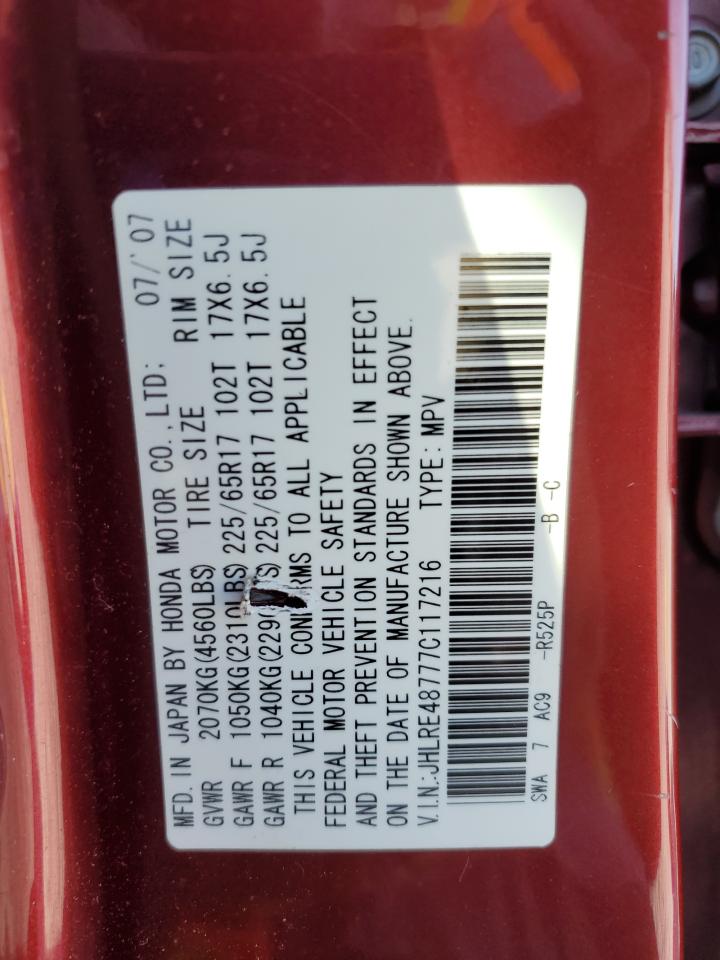 MFD. IN JAPAN BY HONDA MOTOR CO.,LTD: 07/'07
GVWR 2070KG(4560LBS) TIRE SIZE RIM SIZE
GAWR F 1050KG(2310LBS) 225/65R17 102T 17X6.5J
GAWR R 1040KG(229 S) 225/65R17 102T 17X6.5J
THIS VEHICLE CONFORMS TO ALL APPLICABLE
FEDERAL MOTOR VEHICLE SAFETY
AND THEFT PREVENTION STANDARDS IN EFFECT
ON THE DATE OF MANUFACTURE SHOWN ABOVE.
V.I.N.:JHLRE48777C117216 TYPE: MPV
SWA 7 AC9 -R525P -B -C